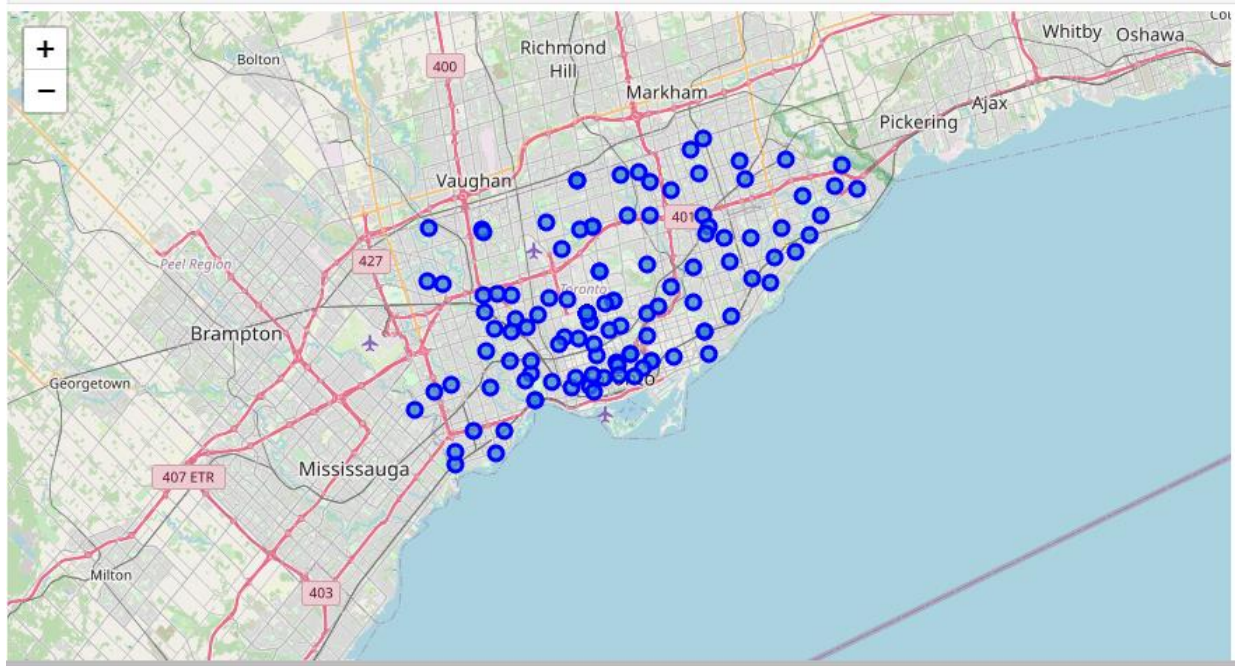 +
−
Bolton
400
Richmond
Hill
Whitby
Oshawa
Markham
Ajax
Pickering
Vaughan
401
427
Peel Region
Toronto
Brampton
Georgetown
Mississauga
407 ETR
Milton
403